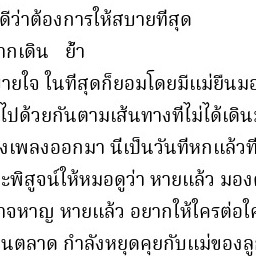 ดีว่าต้องการให้สบายที่สุด
ากเดิน ย้ำ
ายใจ ในที่สุดก็ยอมโดยมีแม่ยืนมอ
ไปด้วยกันตามเส้นทางที่ไม่ได้เดิน
งเพลงออกมา นี่เป็นวันที่หกแล้วที่
ะพิสูจน์ให้หมอดูว่า หายแล้ว มอง
าจหาญ หายแล้ว อยากให้ใครต่อใค
นตลาด กำลังหยุดคุยกับแม่ของลู